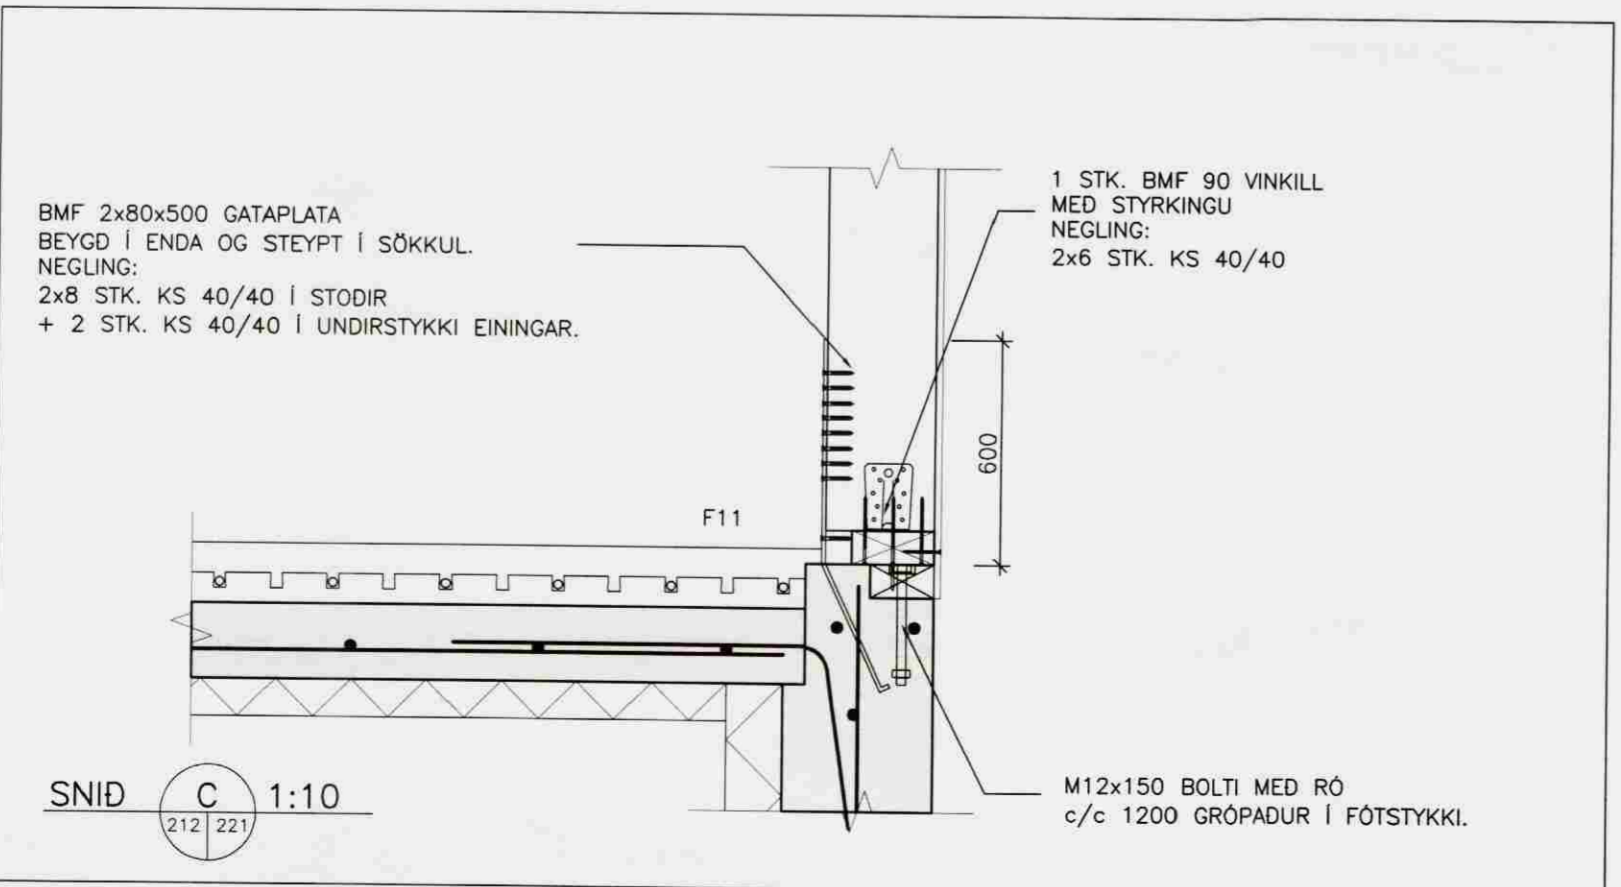 BMF 2x80x500 GATAPLATA
BEYGÐ Í ENDA OG STEYPT Í SÖKKUL.
NEGLING:
2x8 STK. KS 40/40 Í STOÐIR
+ 2 STK. KS 40/40 Í UNDIRSTYKKI EININGAR.
1 STK. BMF 90 VINKILL
MEÐ STYRKINGU
NEGLING:
2x6 STK. KS 40/40
600
F11
M12x150 BOLTI MEÐ RÓ
c/c 1200 GRÓPAÐUR Í FÓTSTYKKI.
SNIÐ C 1:10
212 221